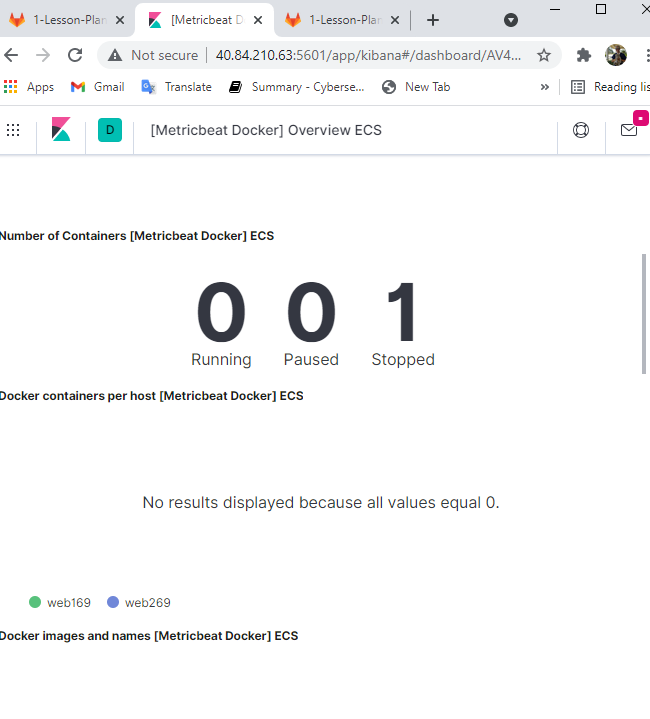 1-Lesson-Plan
[Metricbeat Do
1-Lesson-Plan
Not secure
40.84.210.63:5601/app/kibana#/dashboard/AV4...
Apps
Gmail
Translate
Summary - Cyberse...
New Tab
»
Reading lis
D
[Metricbeat Docker] Overview ECS
Number of Containers [Metricbeat Docker] ECS
0 0 1
Running Paused Stopped
Docker containers per host [Metricbeat Docker] ECS
No results displayed because all values equal 0.
web169 web269
Docker images and names [Metricbeat Docker] ECS